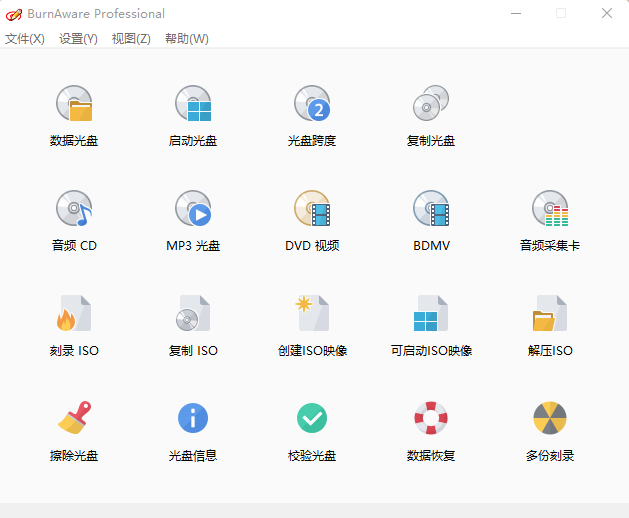 BurnAware Professional
文件(X) 设置(Y) 视图(Z) 帮助(W)
2
数据光盘 启动光盘 光盘跨度 复制光盘
音频 CD MP3 光盘 DVD 视频 BDMV 音频采集卡
刻录 ISO 复制 ISO 创建ISO映像 可启动ISO映像 解压ISO
擦除光盘 光盘信息 校验光盘 数据恢复 多份刻录